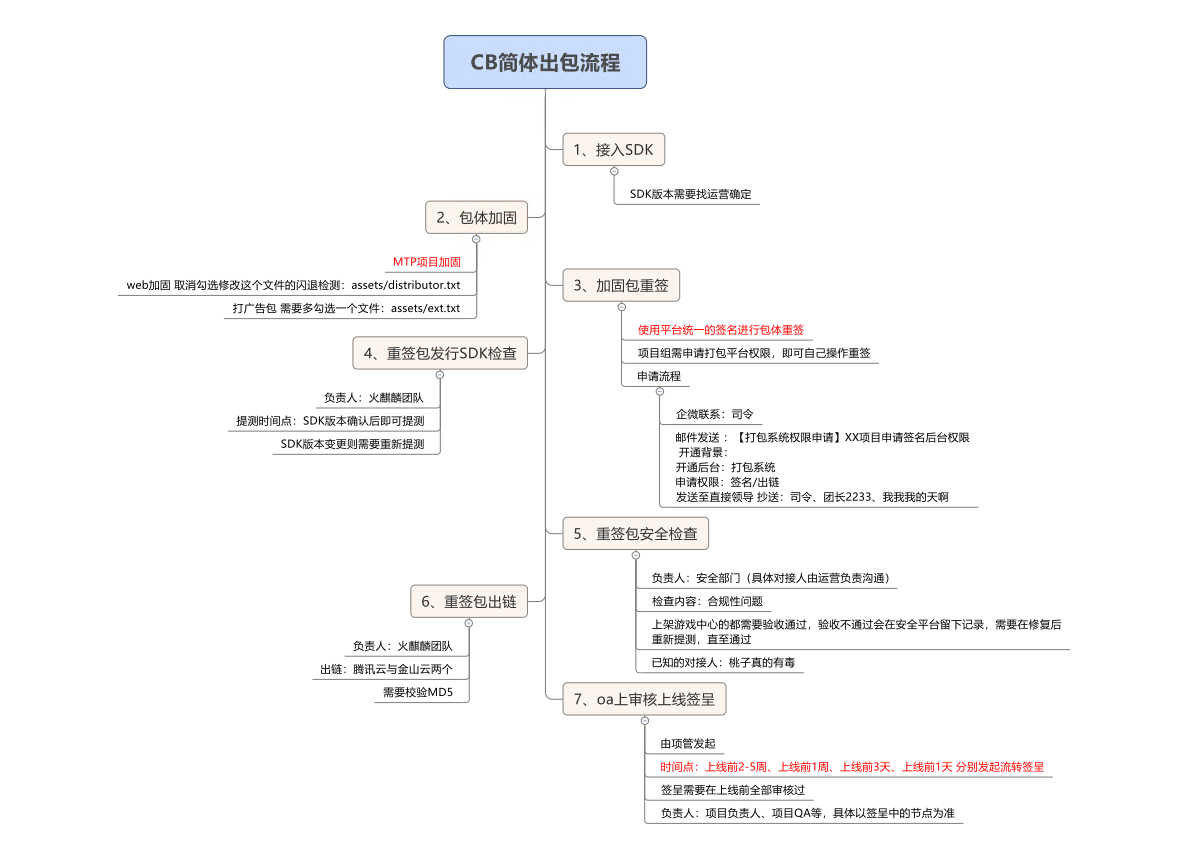 CB简体出包流程
1、接入SDK
SDK版本需要找运营确定
2、包体加固
MTP项目加固
web加固 取消勾选修改这个文件的闪退检测：assets/distributor.txt
打广告包 需要多勾选一个文件：assets/ext.txt
3、加固包重签
使用平台统一的签名进行包体重签
项目组需申请打包平台权限，即可自己操作重签
申请流程
企微联系：司令
邮件发送 ：【打包系统权限申请】XX项目申请签名后台权限
开通背景：
开通后台：打包系统
申请权限：签名/出链
发送至直接领导 抄送：司令、团长2233、我我我的天啊
4、重签包发行SDK检查
负责人：火麒麟团队
提测时间点：SDK版本确认后即可提测
SDK版本变更则需要重新提测
5、重签包安全检查
负责人：安全部门（具体对接人由运营负责沟通）
检查内容：合规性问题
上架游戏中心的都需要验收通过，验收不通过会在安全平台留下记录，需要在修复后
重新提测，直至通过
已知的对接人：桃子真的有毒
6、重签包出链
负责人：火麒麟团队
出链：腾讯云与金山云两个
需要校验MD5
7、oa上审核上线签呈
由项管发起
时间点：上线前2-5周、上线前1周、上线前3天、上线前1天 分别发起流转签呈
签呈需要在上线前全部审核过
负责人：项目负责人、项目QA等，具体以签呈中的节点为准